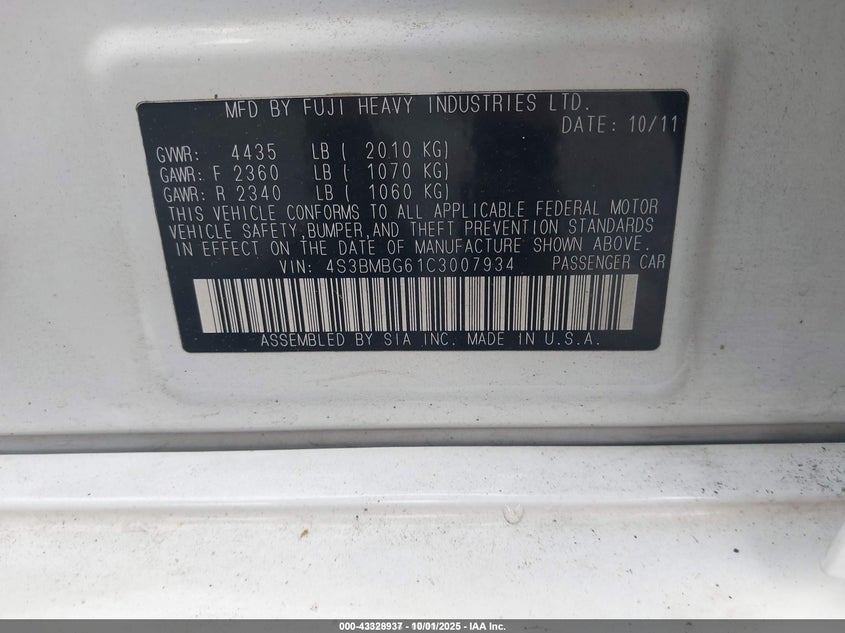 MFD BY FUJI HEAVY INDUSTRIES LTD.
DATE: 10/11
GVWR: 4435 LB ( 2010 KG)
GAWR: F 2360 LB ( 1070 KG)
GAWR: R 2340 LB ( 1060 KG)
THIS VEHICLE CONFORMS TO ALL APPLICABLE FEDERAL MOTOR
VEHICLE SAFETY,BUMPER,AND THEFT PREVENTION STANDARDS
IN EFFECT ON THE DATE OF MANUFACTURE SHOWN ABOVE.
VIN: 4S3BMBG61C3007934 PASSENGER CAR
ASSEMBLED BY SIA INC. MADE IN U.S.A.
000-43328937 - 10/01/2025 - IAA Inc.